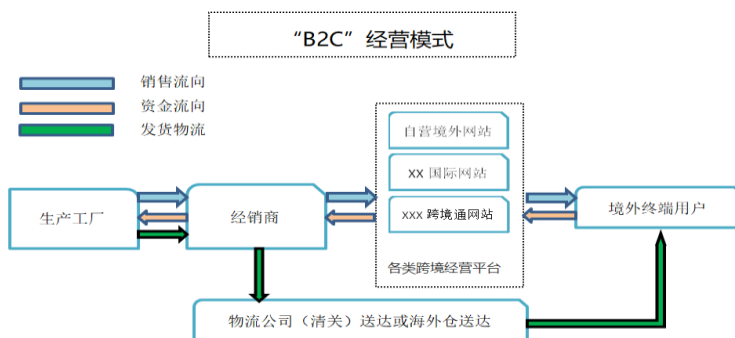 “B2C”经营模式
销售流向
资金流向
发货物流
自营境外网站
xx 国际网站
xxx 跨境通网站
各类跨境经营平台
生产工厂
经销商
境外终端用户
物流公司（清关）送达或海外仓送达